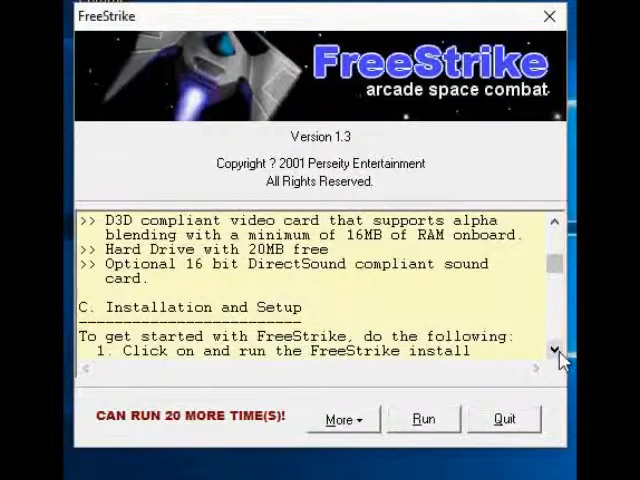 FreeStrike
FreeStrike
arcade space combat
Version 1.3
Copyright ? 2001 Perseity Entertainment
All Rights Reserved.
>> D3D compliant video card that supports alpha
blending with a minimum of 16MB of RAM onboard.
>> Hard Drive with 20MB free
>> Optional 16 bit DirectSound compliant sound
card.
C. Installation and Setup
-------------------------
To get started with FreeStrike, do the following:
1. Click on and run the FreeStrike install
CAN RUN 20 MORE TIME(S)!
More
Run
Quit